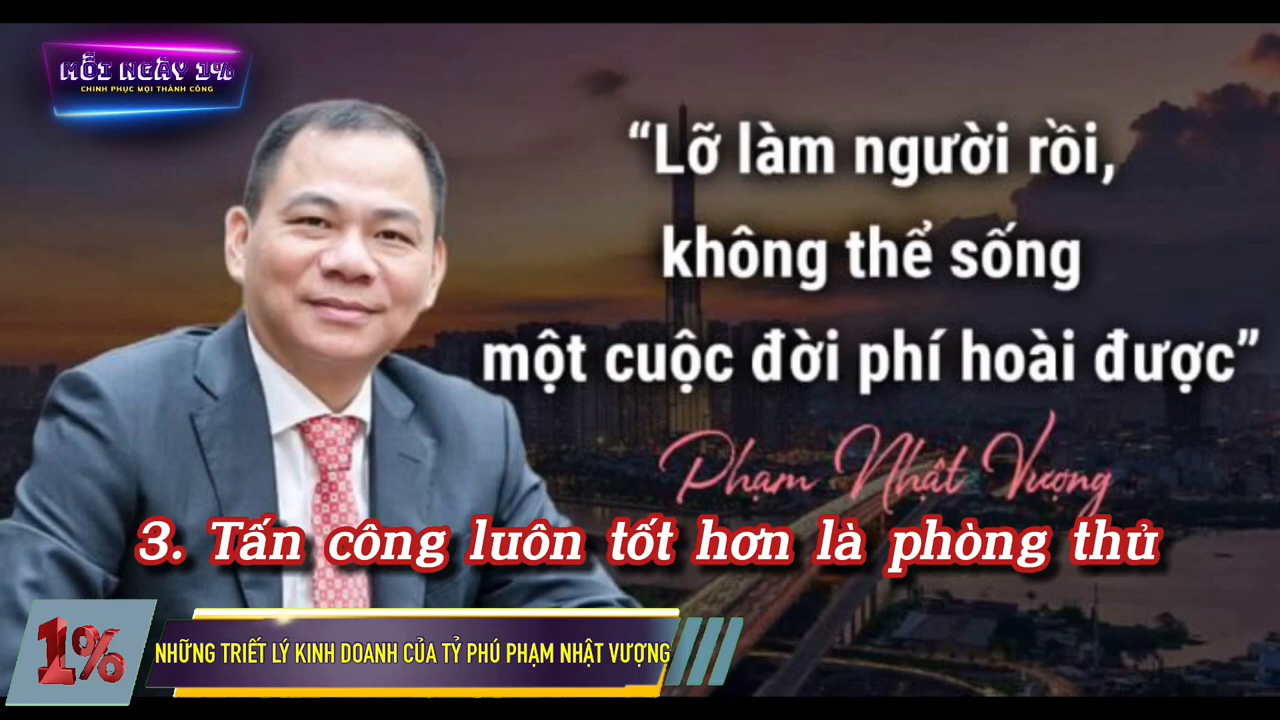 MỖI NGÀY 1%
CHINH PHỤC MỌI THÀNH CÔNG
“Lỡ làm người rồi,
không thể sống
một cuộc đời phí hoài được”
Phạm Nhật Vượng
3. Tấn công luôn tốt hơn là phòng thủ
1%
NHỮNG TRIẾT LÝ KINH DOANH CỦA TỶ PHÚ PHẠM NHẬT VƯỢNG